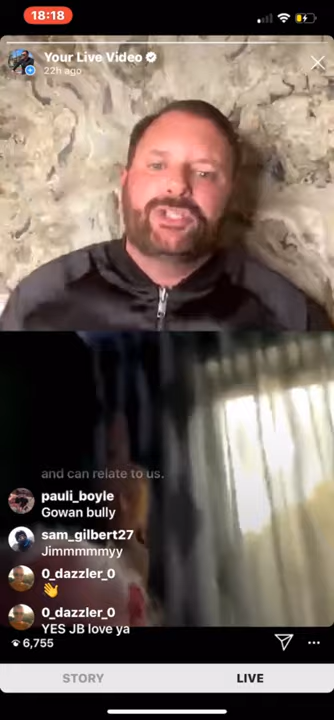 18:18
Your Live Video
22h ago
and can relate to us.
pauli_boyle
Gowan bully
sam_gilbert27
Jimmmmmyy
0_dazzler_0
👋
0_dazzler_0
YES JB love ya
6,755
STORY
LIVE